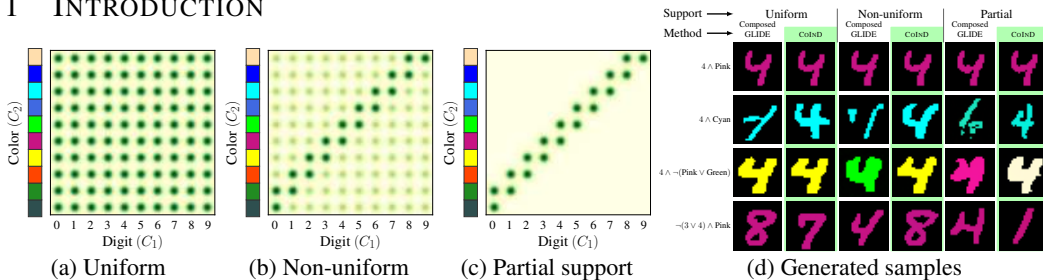 1 INTRODUCTION
Color (C₂)
0 1 2 3 4 5 6 7 8 9
Digit (C₁)
(a) Uniform
Color (C₂)
0 1 2 3 4 5 6 7 8 9
Digit (C₁)
(b) Non-uniform
Color (C₂)
0 1 2 3 4 5 6 7 8 9
Digit (C₁)
(c) Partial support
Support Uniform Non-uniform Partial
Method Composed GLIDE COIND Composed GLIDE COIND Composed GLIDE COIND
4 ∧ Pink
4 ∧ Cyan
4 ∧ ¬(Pink ∨ Green)
¬(3 ∨ 4) ∧ Pink
(d) Generated samples